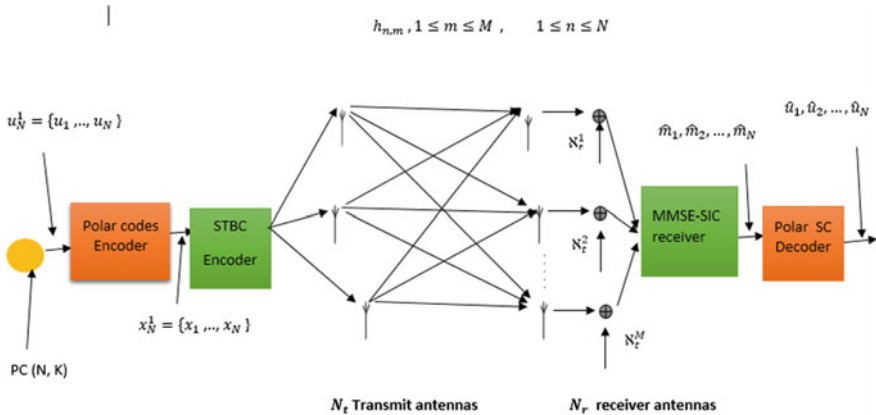 h_{n,m} , 1 ≤ m ≤ M , 1 ≤ n ≤ N
u_N^1 = {u_1 ,.., u_N }
Polar codes
Encoder
STBC
Encoder
x_N^1 = {x_1 ,.., x_N}
PC (N, K)
ℵ_r^1
ℵ_t^2
ℵ_t^M
m̂_1, m̂_2, ..., m̂_N
û_1, û_2, ..., û_N
MMSE-SIC
receiver
Polar SC
Decoder
N_t Transmit antennas
N_r receiver antennas